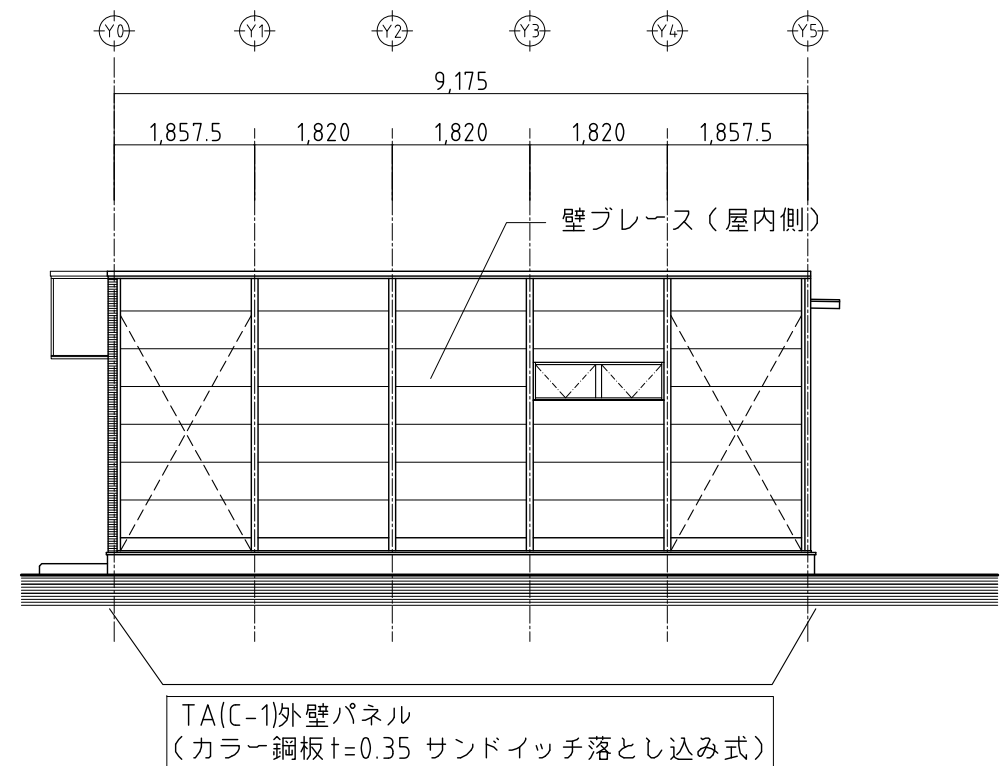 Y0 Y1 Y2 Y3 Y4 Y5
9,175
1,857.5 1,820 1,820 1,820 1,857.5
壁ブレース（屋内側）
TA(C-1)外壁パネル
（カラー鋼板t=0.35 サンドイッチ落とし込み式）